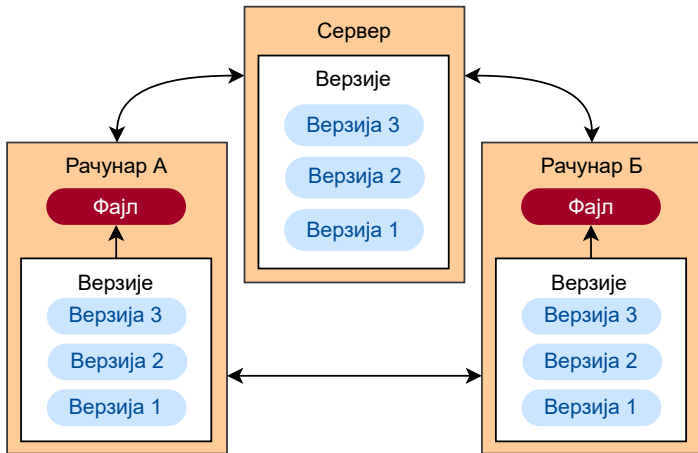 Сервер
Верзије
Верзија 3
Верзија 2
Верзија 1
Рачунар А
Фајл
Верзије
Верзија 3
Верзија 2
Верзија 1
Рачунар Б
Фајл
Верзије
Верзија 3
Верзија 2
Верзија 1